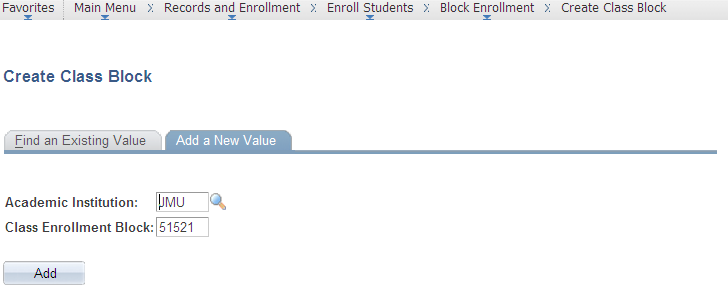 Favorites Main Menu > Records and Enrollment > Enroll Students > Block Enrollment > Create Class Block
Create Class Block
Find an Existing Value Add a New Value
Academic Institution: JMU
Class Enrollment Block: 51521
Add